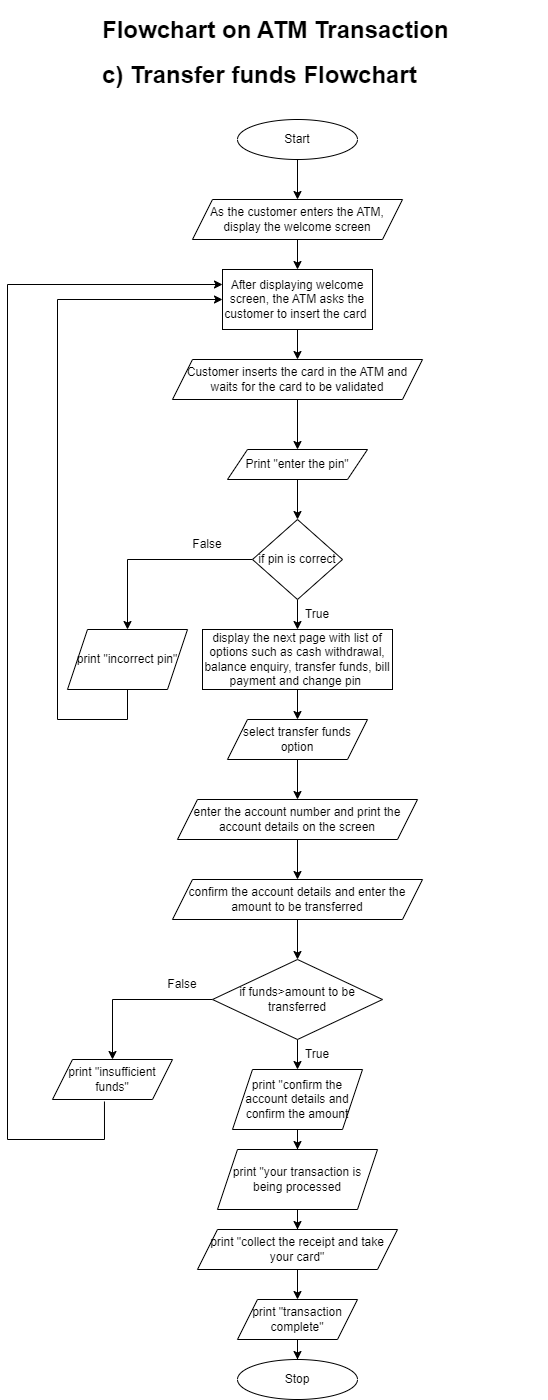 Flowchart on ATM Transaction
c) Transfer funds Flowchart
Start
As the customer enters the ATM,
display the welcome screen
After displaying welcome
screen, the ATM asks the
customer to insert the card
Customer inserts the card in the ATM and
waits for the card to be validated
Print "enter the pin"
False
if pin is correct
True
print "incorrect pin"
display the next page with list of
options such as cash withdrawal,
balance enquiry, transfer funds, bill
payment and change pin
select transfer funds
option
enter the account number and print the
account details on the screen
confirm the account details and enter the
amount to be transferred
False
if funds>amount to be
transferred
True
print "insufficient
funds"
print "confirm the
account details and
confirm the amount
print "your transaction is
being processed
print "collect the receipt and take
your card"
print "transaction
complete"
Stop